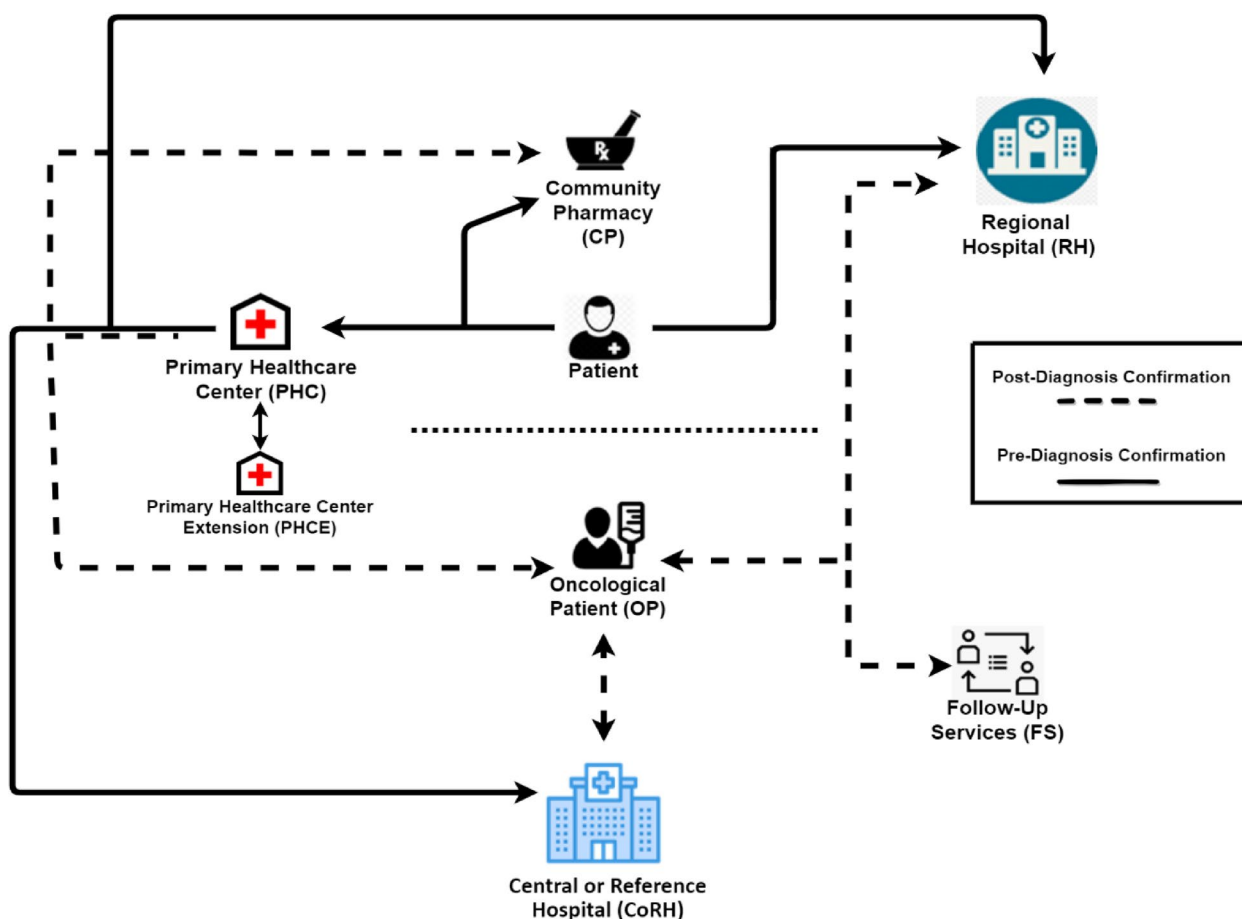 Rx
Community
Pharmacy
(CP)
Regional
Hospital (RH)
Primary Healthcare
Center (PHC)
Patient
Post-Diagnosis Confirmation
Pre-Diagnosis Confirmation
Primary Healthcare Center
Extension (PHCE)
Oncological
Patient (OP)
Follow-Up
Services (FS)
Central or Reference
Hospital (CoRH)